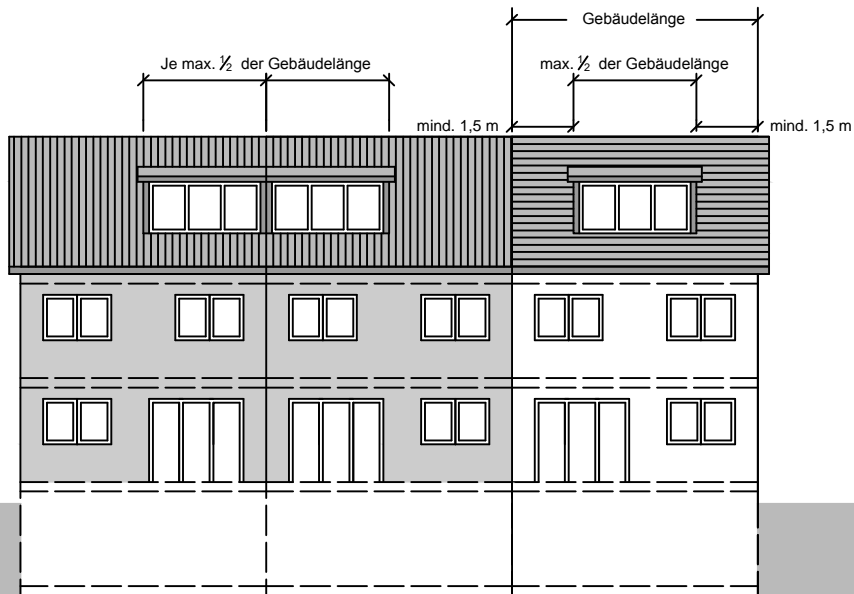 Gebäudelänge
Je max. ½ der Gebäudelänge
max. ½ der Gebäudelänge
mind. 1,5 m
mind. 1,5 m